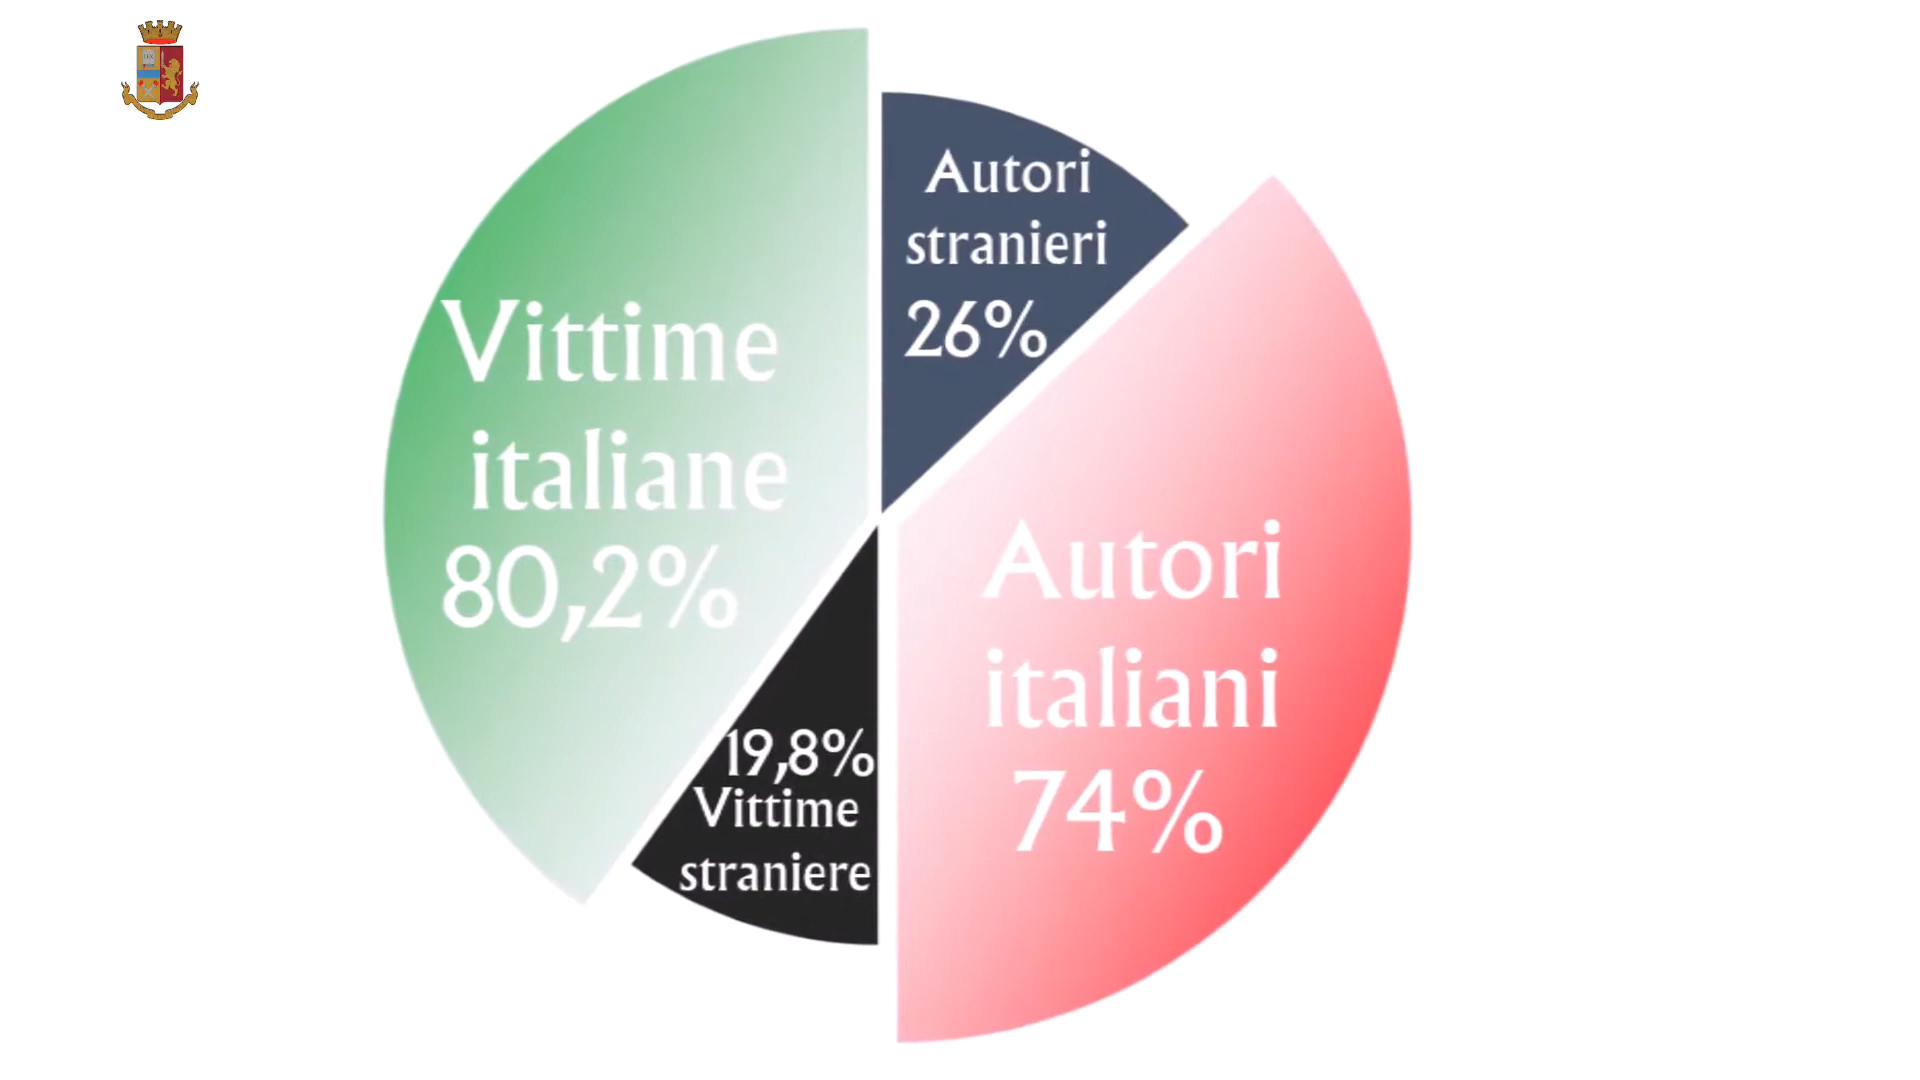 Vittime
italiane
80,2%
Autori
stranieri
26%
Autori
italiani
74%
19,8%
Vittime
straniere